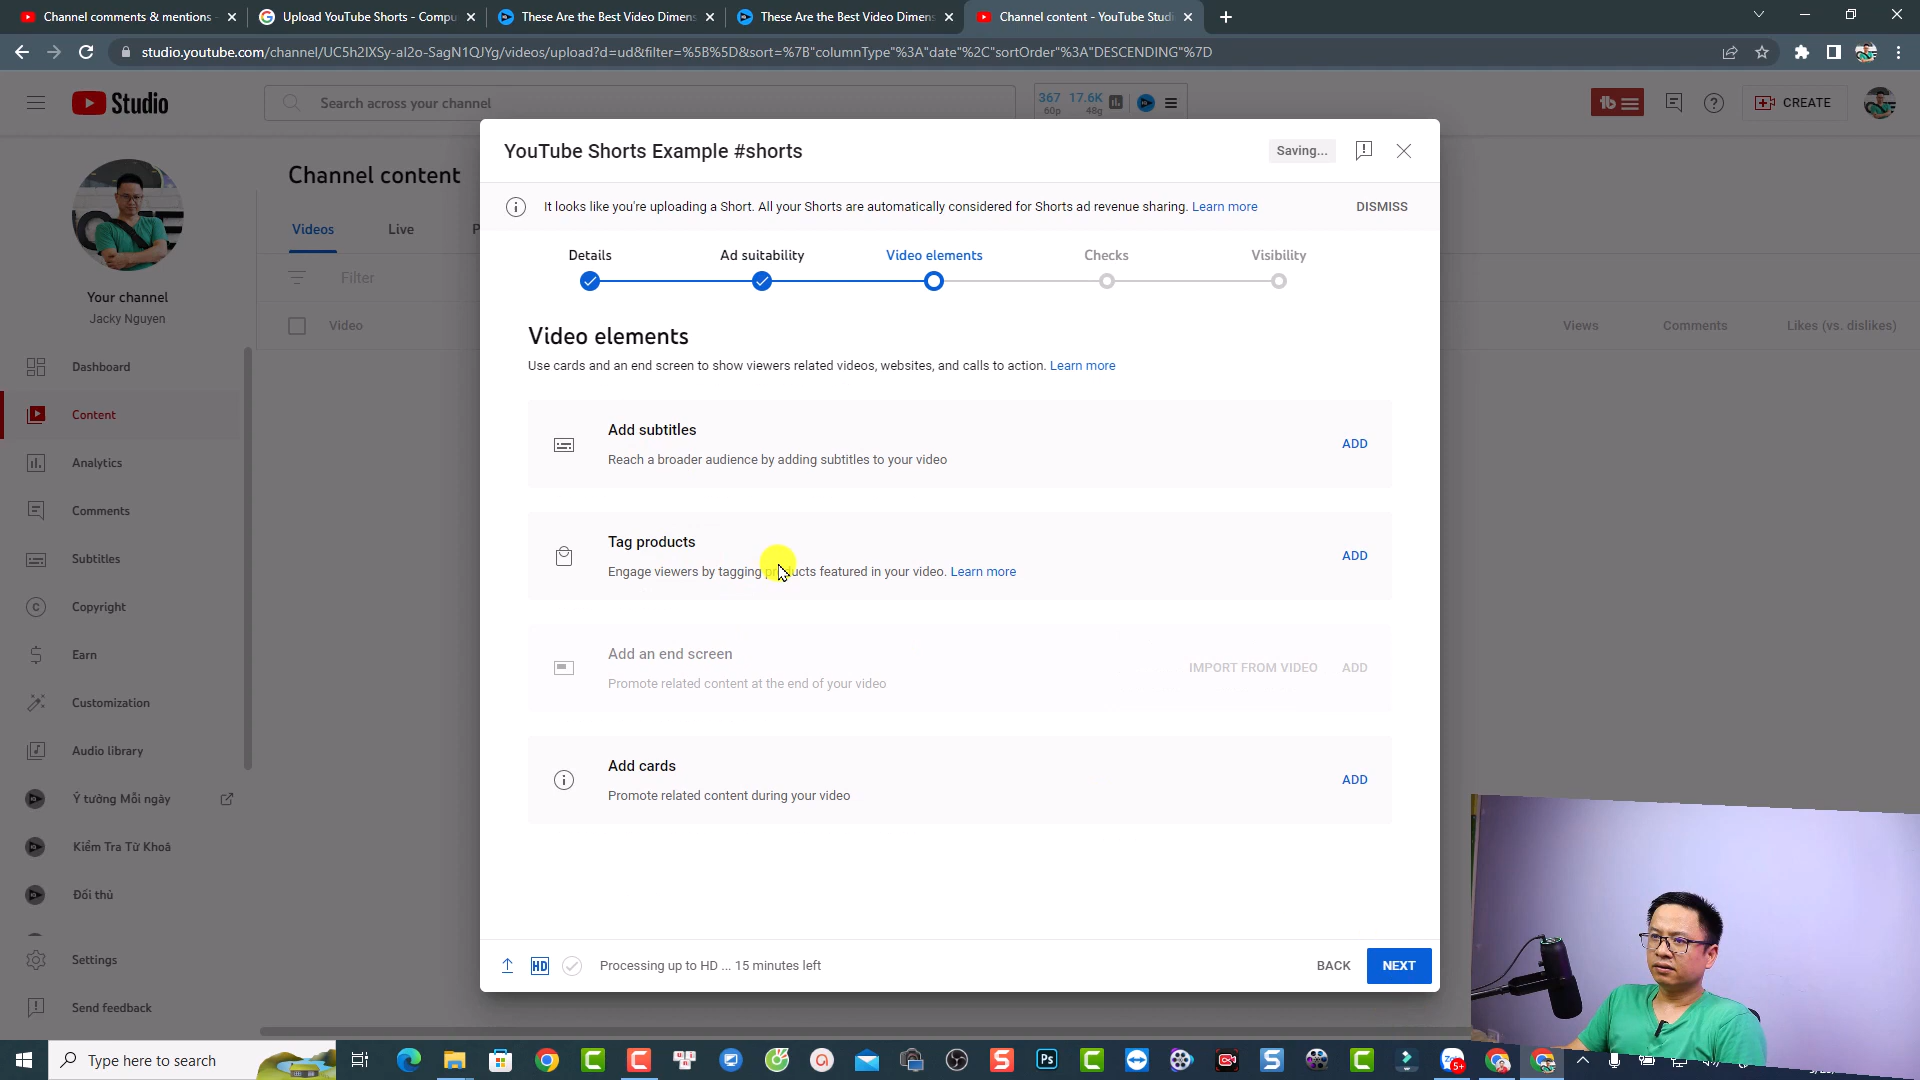 Channel comments & mentions -
Upload YouTube Shorts - Compu
These Are the Best Video Dimens
These Are the Best Video Dimens
Channel content - YouTube Studi
studio.youtube.com/channel/UC5h2IXSy-aI2o-SagN1QJYg/videos/upload?d=ud&filter=%5B%5D&sort=%7B"columnType"%3A"date"%2C"sortOrder"%3A"DESCENDING"%7D
Studio
Search across your channel
367 17.6K
60p 48g
CREATE
YouTube Shorts Example #shorts
Saving...
It looks like you're uploading a Short. All your Shorts are automatically considered for Shorts ad revenue sharing. Learn more
DISMISS
Details
Ad suitability
Video elements
Checks
Visibility
Video elements
Use cards and an end screen to show viewers related videos, websites, and calls to action. Learn more
Add subtitles
Reach a broader audience by adding subtitles to your video
ADD
Tag products
Engage viewers by tagging products featured in your video. Learn more
ADD
Add an end screen
Promote related content at the end of your video
IMPORT FROM VIDEO
ADD
Add cards
Promote related content during your video
ADD
HD
Processing up to HD ... 15 minutes left
BACK
NEXT
Channel content
Videos
Live
P
Filter
Video
Views
Comments
Likes (vs. dislikes)
Your channel
Jacky Nguyen
Dashboard
Content
Analytics
Comments
Subtitles
Copyright
Earn
Customization
Audio library
Ý tưởng Mỗi ngày
Kiểm Tra Từ Khoá
Đối thủ
Settings
Send feedback
Type here to search
Ps
5+